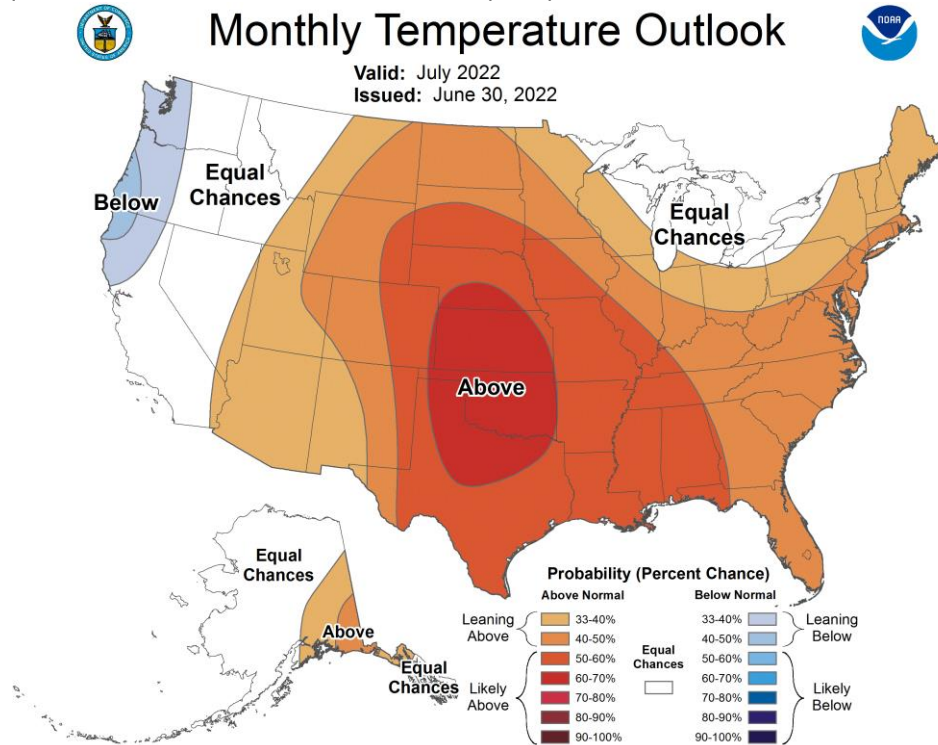 Monthly Temperature Outlook
NOAA
Valid: July 2022
Issued: June 30, 2022
Equal
Chances
Below
Equal
Chances
Above
Equal
Chances
Above
Equal
Chances
Probability (Percent Chance)
Above Normal
Below Normal
Leaning
Above
33-40%
40-50%
Likely
Above
50-60%
60-70%
70-80%
80-90%
90-100%
Equal
Chances
33-40%
40-50%
Leaning
Below
50-60%
60-70%
70-80%
80-90%
90-100%
Likely
Below